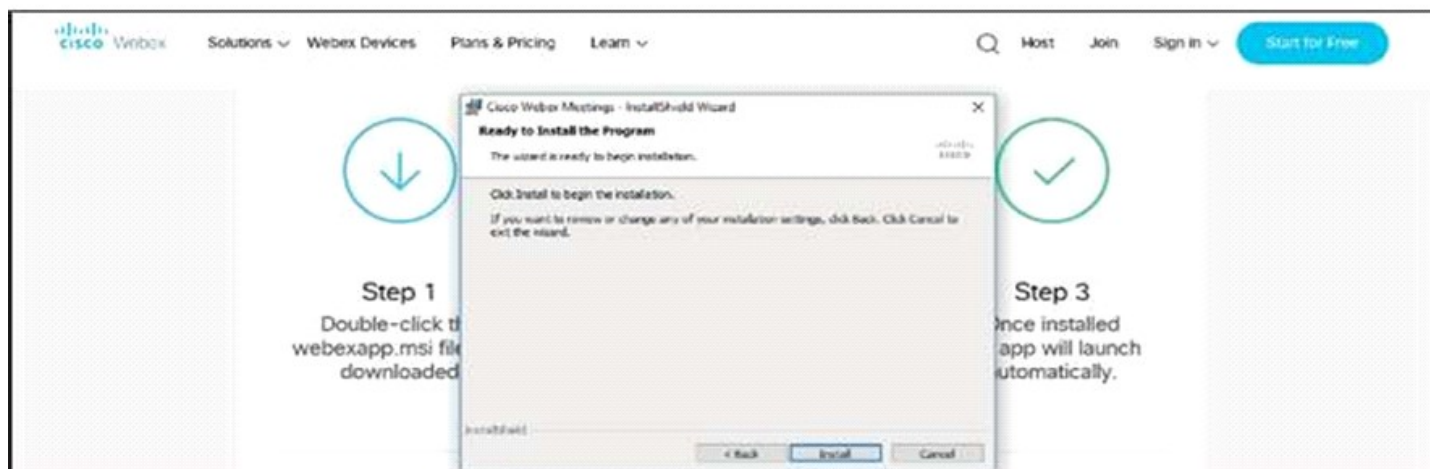 CISCO Webex Solutions Webex Devices Plans & Pricing Learn Host Join Sign in Start for Free
Cisco Webex Meetings - InstallShield Wizard
Ready to Install the Program
The wizard is ready to begin installation.
CISCO
Click Install to begin the installation.
If you want to review or change any of your installation settings, click Back. Click Cancel to
exit the wizard.
InstallShield
< Back Install Cancel
Step 1
Double-click th
webexapp.msi file
downloaded
Step 3
Once installed
app will launch
automatically.